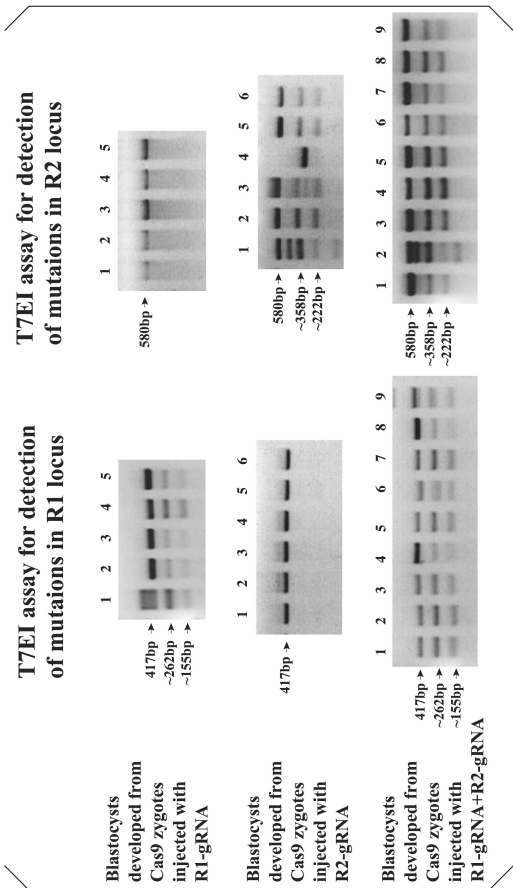 T7EI assay for detection
of mutaions in R1 locus
T7EI assay for detection
of mutaions in R2 locus
Blastocysts
developed from
Cas9 zygotes
injected with
R1-gRNA
1 2 3 4 5
417bp
~262bp
~155bp
1 2 3 4 5
580bp
Blastocysts
developed from
Cas9 zygotes
injected with
R2-gRNA
1 2 3 4 5 6
417bp
1 2 3 4 5 6
580bp
~358bp
~222bp
Blastocysts
developed from
Cas9 zygotes
injected with
R1-gRNA+R2-gRNA
1 2 3 4 5 6 7 8 9
417bp
~262bp
~155bp
1 2 3 4 5 6 7 8 9
580bp
~358bp
~222bp